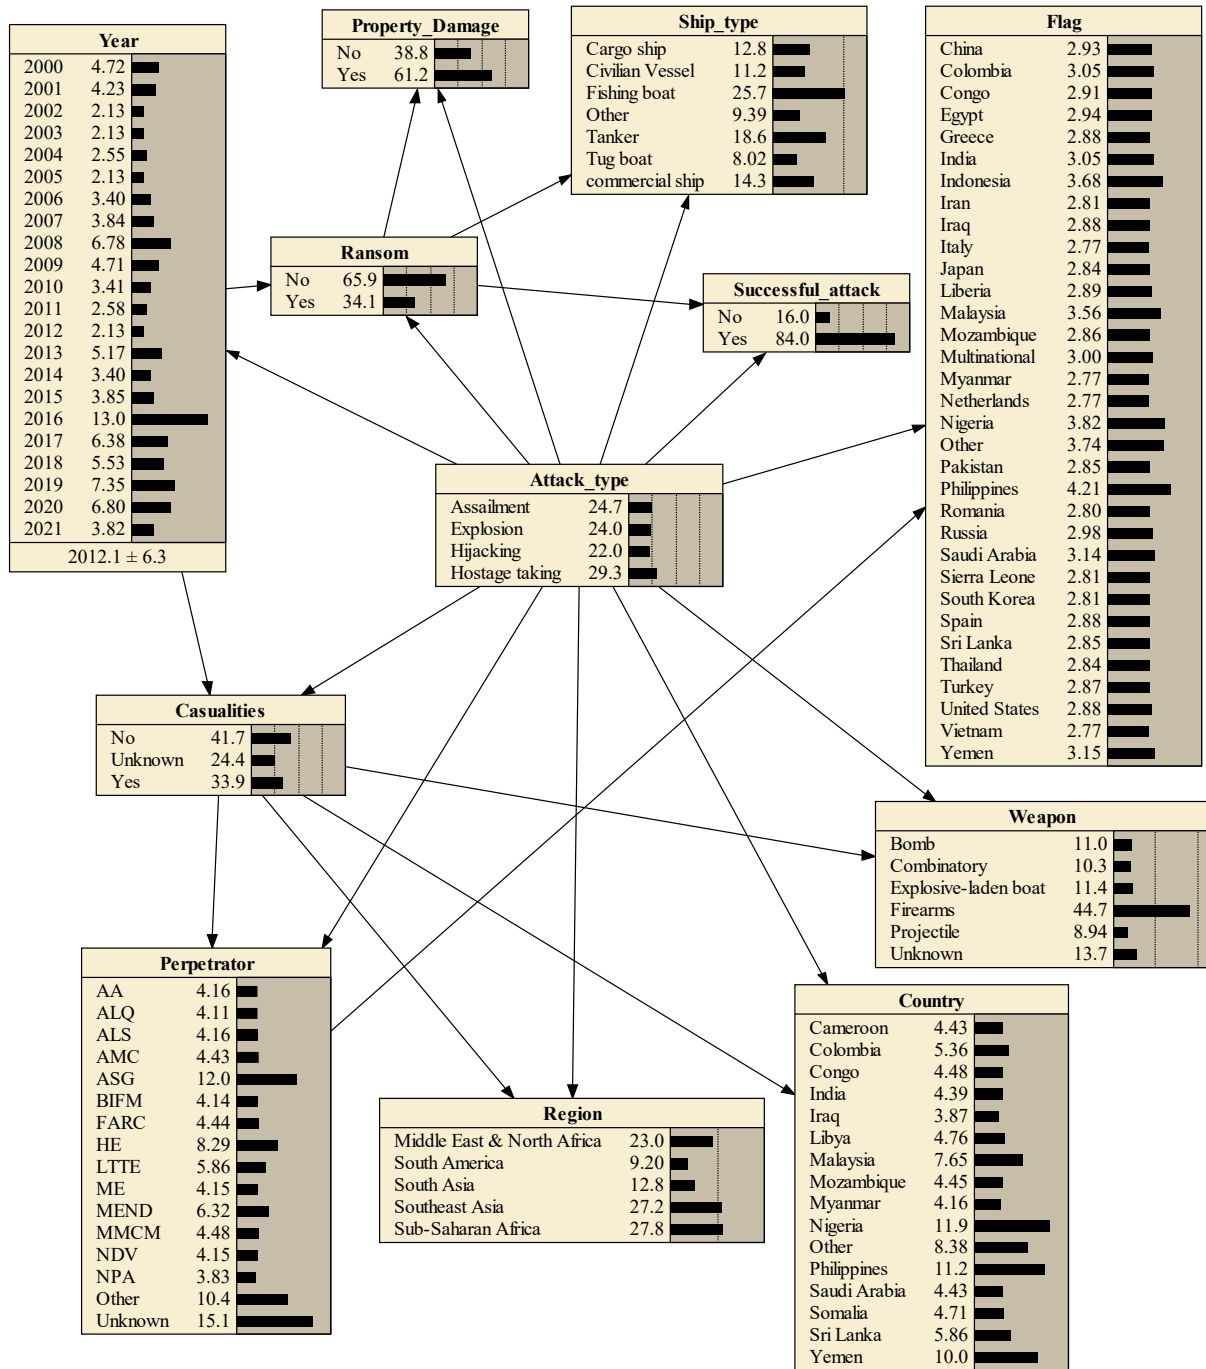 Year
2000 4.72
2001 4.23
2002 2.13
2003 2.13
2004 2.55
2005 2.13
2006 3.40
2007 3.84
2008 6.78
2009 4.71
2010 3.41
2011 2.58
2012 2.13
2013 5.17
2014 3.40
2015 3.85
2016 13.0
2017 6.38
2018 5.53
2019 7.35
2020 6.80
2021 3.82
2012.1 ± 6.3
Property_Damage
No 38.8
Yes 61.2
Ship_type
Cargo ship 12.8
Civilian Vessel 11.2
Fishing boat 25.7
Other 9.39
Tanker 18.6
Tug boat 8.02
commercial ship 14.3
Flag
China 2.93
Colombia 3.05
Congo 2.91
Egypt 2.94
Greece 2.88
India 3.05
Indonesia 3.68
Iran 2.81
Iraq 2.88
Italy 2.77
Japan 2.84
Liberia 2.89
Malaysia 3.56
Mozambique 2.86
Multinational 3.00
Myanmar 2.77
Netherlands 2.77
Nigeria 3.82
Other 3.74
Pakistan 2.85
Philippines 4.21
Romania 2.80
Russia 2.98
Saudi Arabia 3.14
Sierra Leone 2.81
South Korea 2.81
Spain 2.88
Sri Lanka 2.85
Thailand 2.84
Turkey 2.87
United States 2.88
Vietnam 2.77
Yemen 3.15
Ransom
No 65.9
Yes 34.1
Successful_attack
No 16.0
Yes 84.0
Attack_type
Assailment 24.7
Explosion 24.0
Hijacking 22.0
Hostage taking 29.3
Casualities
No 41.7
Unknown 24.4
Yes 33.9
Weapon
Bomb 11.0
Combinatory 10.3
Explosive-laden boat 11.4
Firearms 44.7
Projectile 8.94
Unknown 13.7
Perpetrator
AA 4.16
ALQ 4.11
ALS 4.16
AMC 4.43
ASG 12.0
BIFM 4.14
FARC 4.44
HE 8.29
LTTE 5.86
ME 4.15
MEND 6.32
MMCM 4.48
NDV 4.15
NPA 3.83
Other 10.4
Unknown 15.1
Region
Middle East & North Africa 23.0
South America 9.20
South Asia 12.8
Southeast Asia 27.2
Sub-Saharan Africa 27.8
Country
Cameroon 4.43
Colombia 5.36
Congo 4.48
India 4.39
Iraq 3.87
Libya 4.76
Malaysia 7.65
Mozambique 4.45
Myanmar 4.16
Nigeria 11.9
Other 8.38
Philippines 11.2
Saudi Arabia 4.43
Somalia 4.71
Sri Lanka 5.86
Yemen 10.0